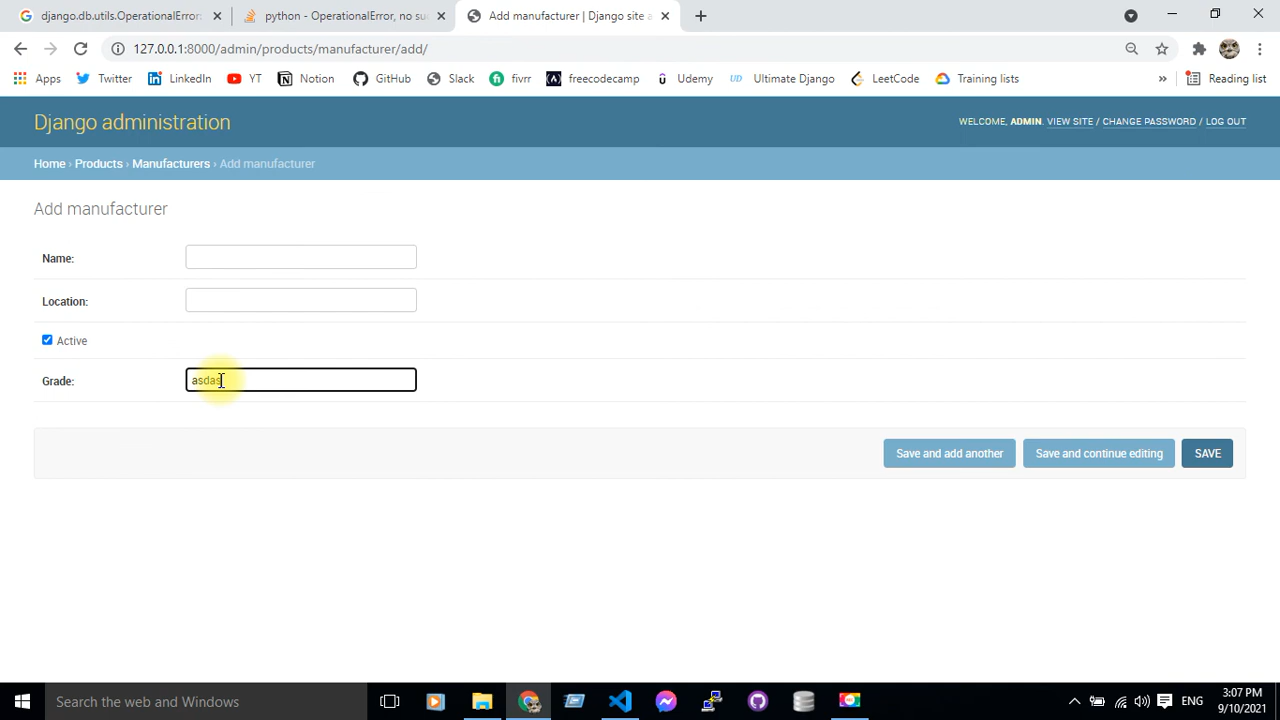 django.db.utils.OperationalError:
python - OperationalError, no su
Add manufacturer | Django site a
127.0.0.1:8000/admin/products/manufacturer/add/
Apps Twitter LinkedIn YT Notion GitHub Slack fivrr freecodecamp Udemy Ultimate Django LeetCode Training lists » Reading list
Django administration
WELCOME, ADMIN. VIEW SITE / CHANGE PASSWORD / LOG OUT
Home › Products › Manufacturers › Add manufacturer
Add manufacturer
Name:
Location:
Active
Grade: asdas
Save and add another Save and continue editing SAVE
Search the web and Windows
ENG
3:07 PM
9/10/2021